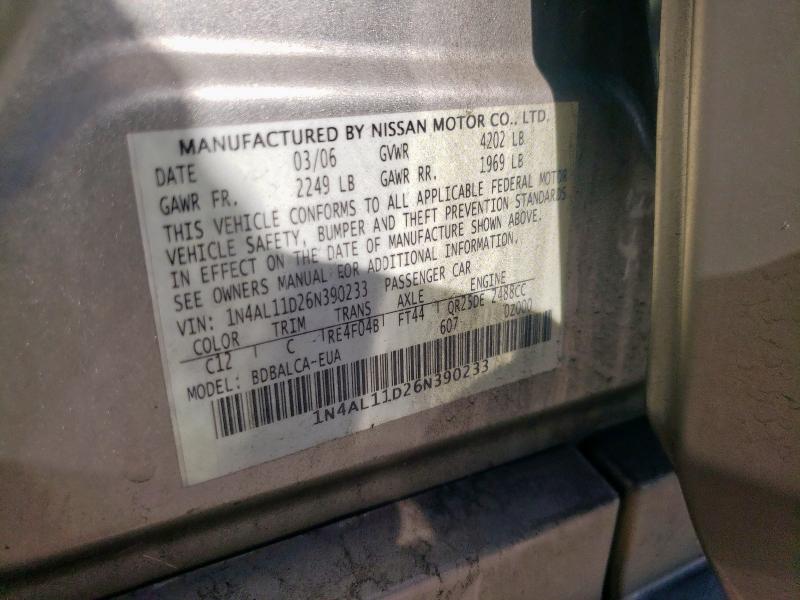 MANUFACTURED BY NISSAN MOTOR CO., LTD.
DATE 03/06 GVWR 4202 LB
GAWR FR. 2249 LB GAWR RR. 1969 LB
THIS VEHICLE CONFORMS TO ALL APPLICABLE FEDERAL MOTOR
VEHICLE SAFETY, BUMPER AND THEFT PREVENTION STANDARDS
IN EFFECT ON THE DATE OF MANUFACTURE SHOWN ABOVE.
SEE OWNERS MANUAL FOR ADDITIONAL INFORMATION.
VIN: 1N4AL11D26N390233 PASSENGER CAR
COLOR TRIM TRANS AXLE ENGINE
C12 C RE4F04B FT44 QR25DE 2488CC
MODEL: BDBALCA-EUA 607 DZ000
1N4AL11D26N390233